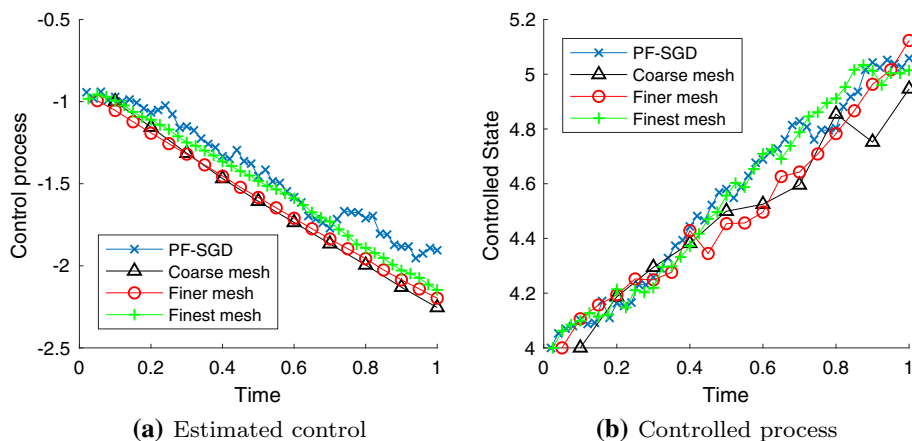 -0.5
-1
-1.5
-2
-2.5
Control process
PF-SGD
Coarse mesh
Finer mesh
Finest mesh
0 0.2 0.4 0.6 0.8 1
Time
(a) Estimated control
5.2
5
4.8
4.6
4.4
4.2
4
Controlled State
PF-SGD
Coarse mesh
Finer mesh
Finest mesh
0 0.2 0.4 0.6 0.8 1
Time
(b) Controlled process